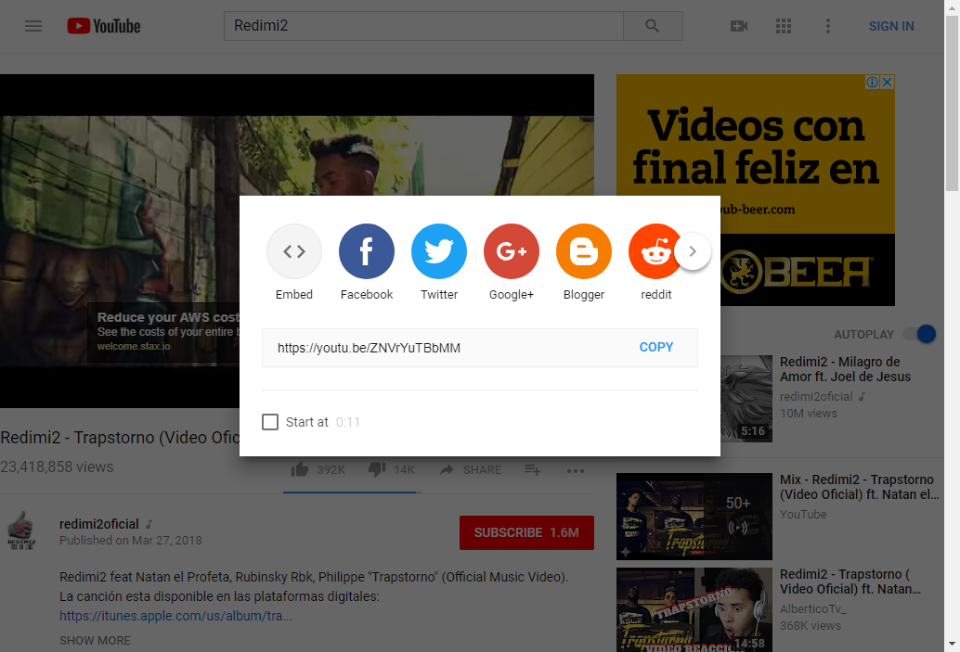 YouTube
Redimi2
SIGN IN
Videos con
final feliz en
ub-beer.com
BEER
Embed
Facebook
Twitter
G+
Google+
Blogger
reddit
https://youtu.be/ZNVrYuTBbMM
COPY
Start at 0:11
Reduce your AWS cost
See the costs of your entire
welcome.stax.io
Redimi2 - Trapstorno (Video Ofic
23,418,858 views
392K
14K
SHARE
redimi2oficial
Published on Mar 27, 2018
SUBSCRIBE 1.6M
Redimi2 feat Natan el Profeta, Rubinsky Rbk, Philippe "Trapstorno" (Official Music Video).
La canción esta disponible en las plataformas digitales:
https://itunes.apple.com/us/album/tra...
SHOW MORE
AUTOPLAY
Redimi2 - Milagro de
Amor ft. Joel de Jesus
redimi2oficial
10M views
5:16
Mix - Redimi2 - Trapstorno
(Video Oficial) ft. Natan el...
YouTube
50+
Trapstorno
Redimi2 - Trapstorno (
Video Oficial) ft. Natan...
AlberticoTv_
368K views
TRAPSTORNO
Trapstorno
VIDEO REACCION
14:58